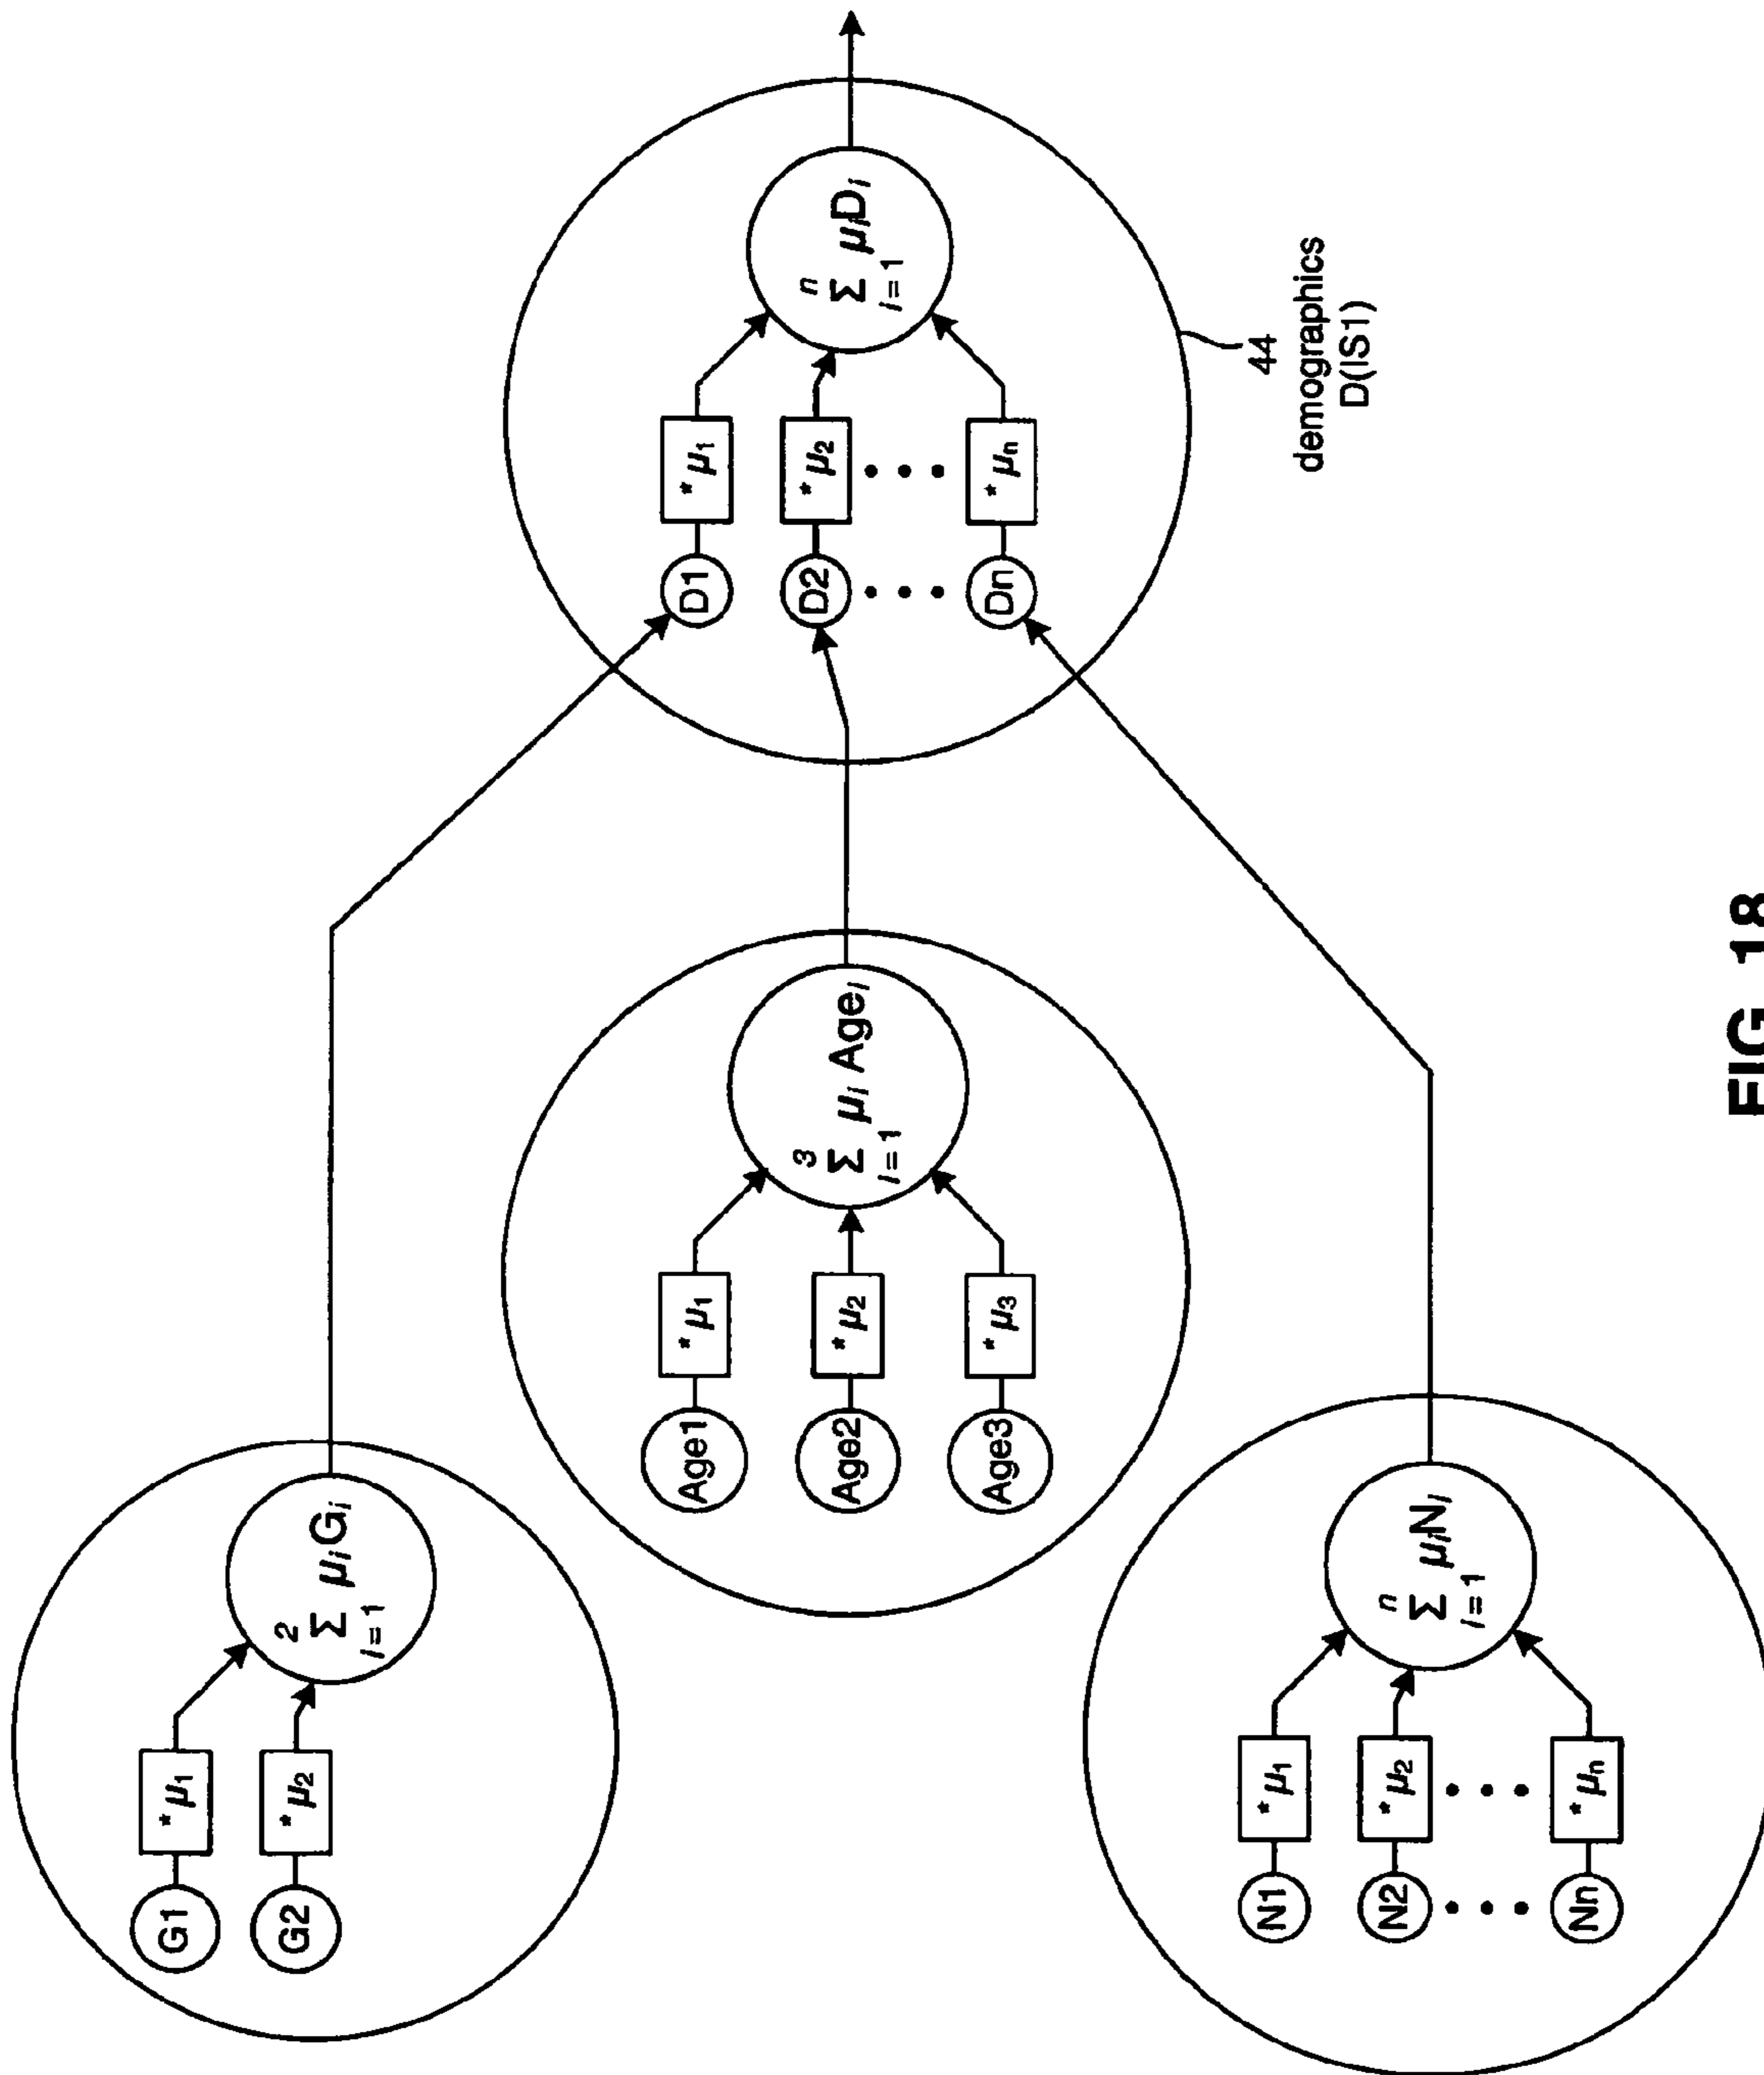 G1
* μ1
G2
* μ2
2
Σ μiGi
i=1
Age1
* μ1
Age2
* μ2
Age3
* μ3
3
Σ μi Agei
i=1
N1
* μ1
N2
* μ2
Nn
* μn
n
Σ μiNi
i=1
D1
* μ1
D2
* μ2
Dn
* μn
n
Σ μiDi
i=1
44
demographics
D(IS1)
FIG. 18